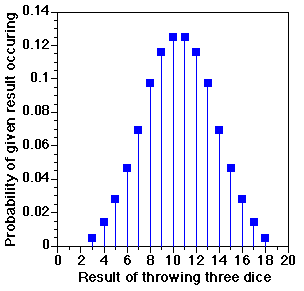 Probability of given result occuring
0.14
0.12
0.1
0.08
0.06
0.04
0.02
0
0 2 4 6 8 10 12 14 16 18 20
Result of throwing three dice